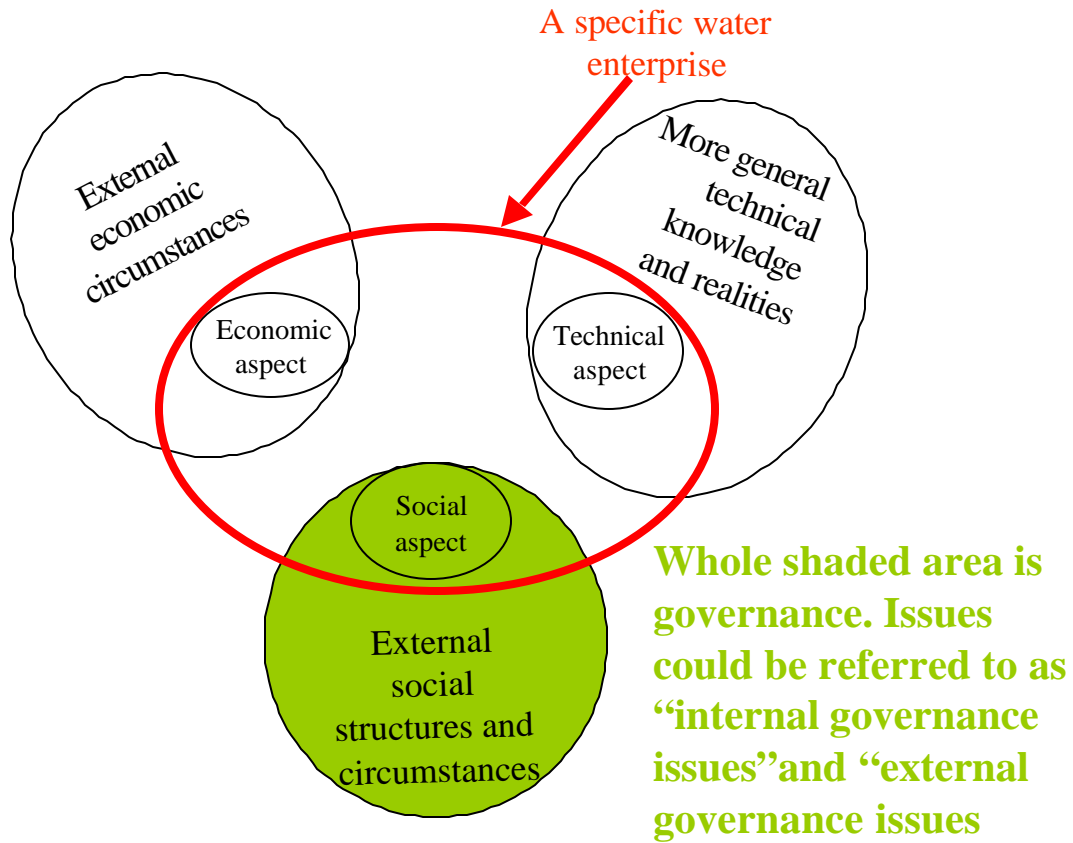 A specific water
enterprise
External
economic
circumstances
More general
technical
knowledge
and realities
Economic
aspect
Technical
aspect
Social
aspect
External
social
structures and
circumstances
Whole shaded area is
governance. Issues
could be referred to as
“internal governance
issues”and “external
governance issues